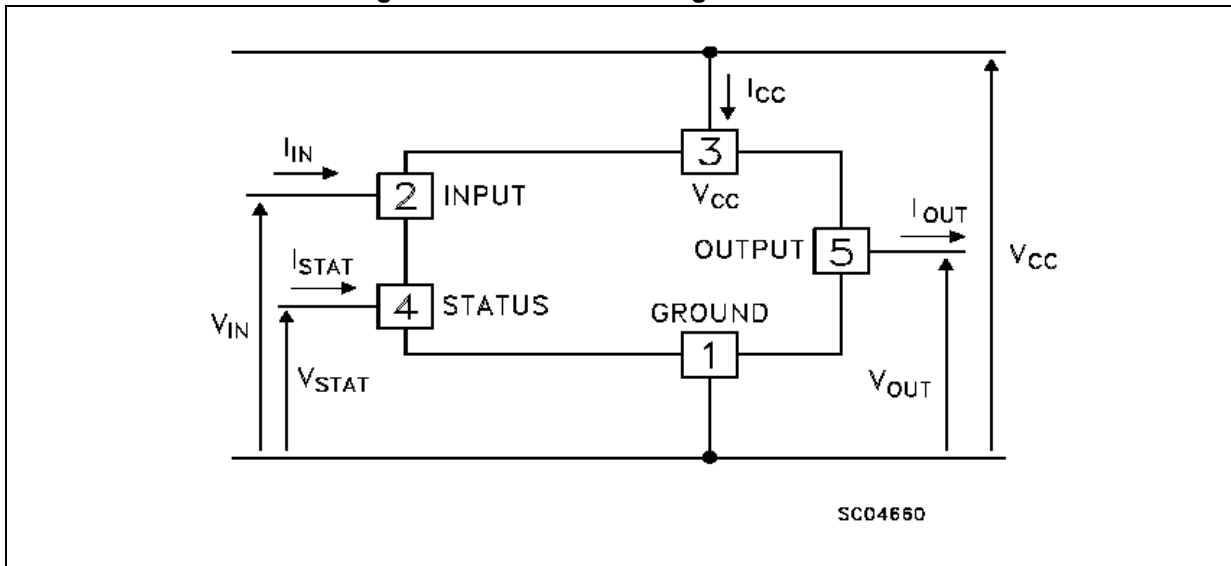 I_CC
3
V_CC
I_IN
2 INPUT
I_OUT
OUTPUT 5
V_CC
I_STAT
4 STATUS
GROUND
1
V_IN
V_STAT
V_OUT
SC04660